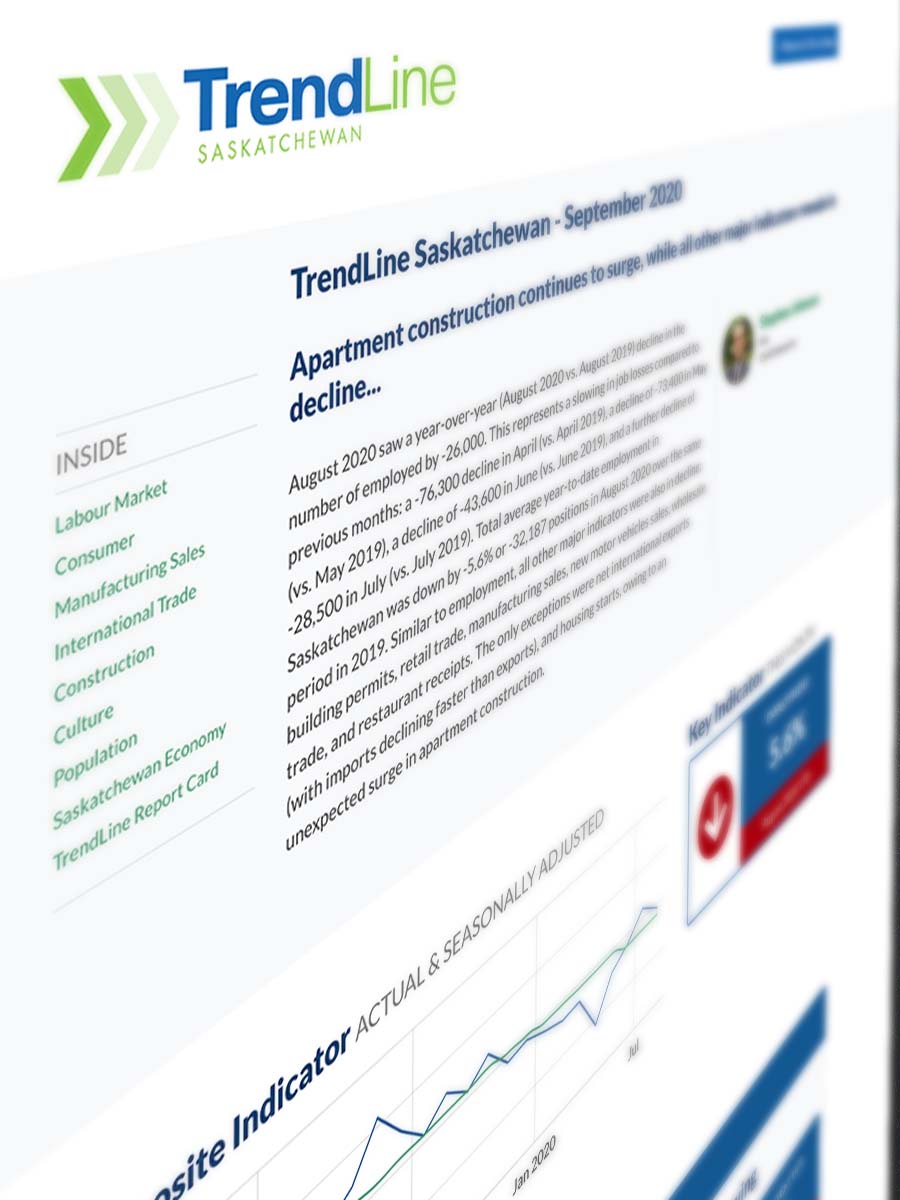 TrendLine
SASKATCHEWAN
TrendLine Saskatchewan - September 2020
Apartment construction continues to surge, while all other major indicators remain in
decline...
August 2020 saw a year-over-year (August 2020 vs. August 2019) decline in the
number of employed by -26,000. This represents a slowing in job losses compared to
previous months: a -76,300 decline in April (vs. April 2019), a decline of -73,400 in May
(vs. May 2019), a decline of -43,600 in June (vs. June 2019), and a further decline of
-28,500 in July (vs. July 2019). Total average year-to-date employment in
Saskatchewan was down by -5.6% or -32,187 positions in August 2020 over the same
period in 2019. Similar to employment, all other major indicators were also in decline:
building permits, retail trade, manufacturing sales, new motor vehicles sales, wholesale
trade, and restaurant receipts. The only exceptions were net international exports
(with imports declining faster than exports), and housing starts, owing to an
unexpected surge in apartment construction.
INSIDE
Labour Market
Consumer
Manufacturing Sales
International Trade
Construction
Culture
Population
Saskatchewan Economy
TrendLine Report Card
Key Indicator
5.6%
osite Indicator ACTUAL & SEASONALLY ADJUSTED
Jan 2020
Jul